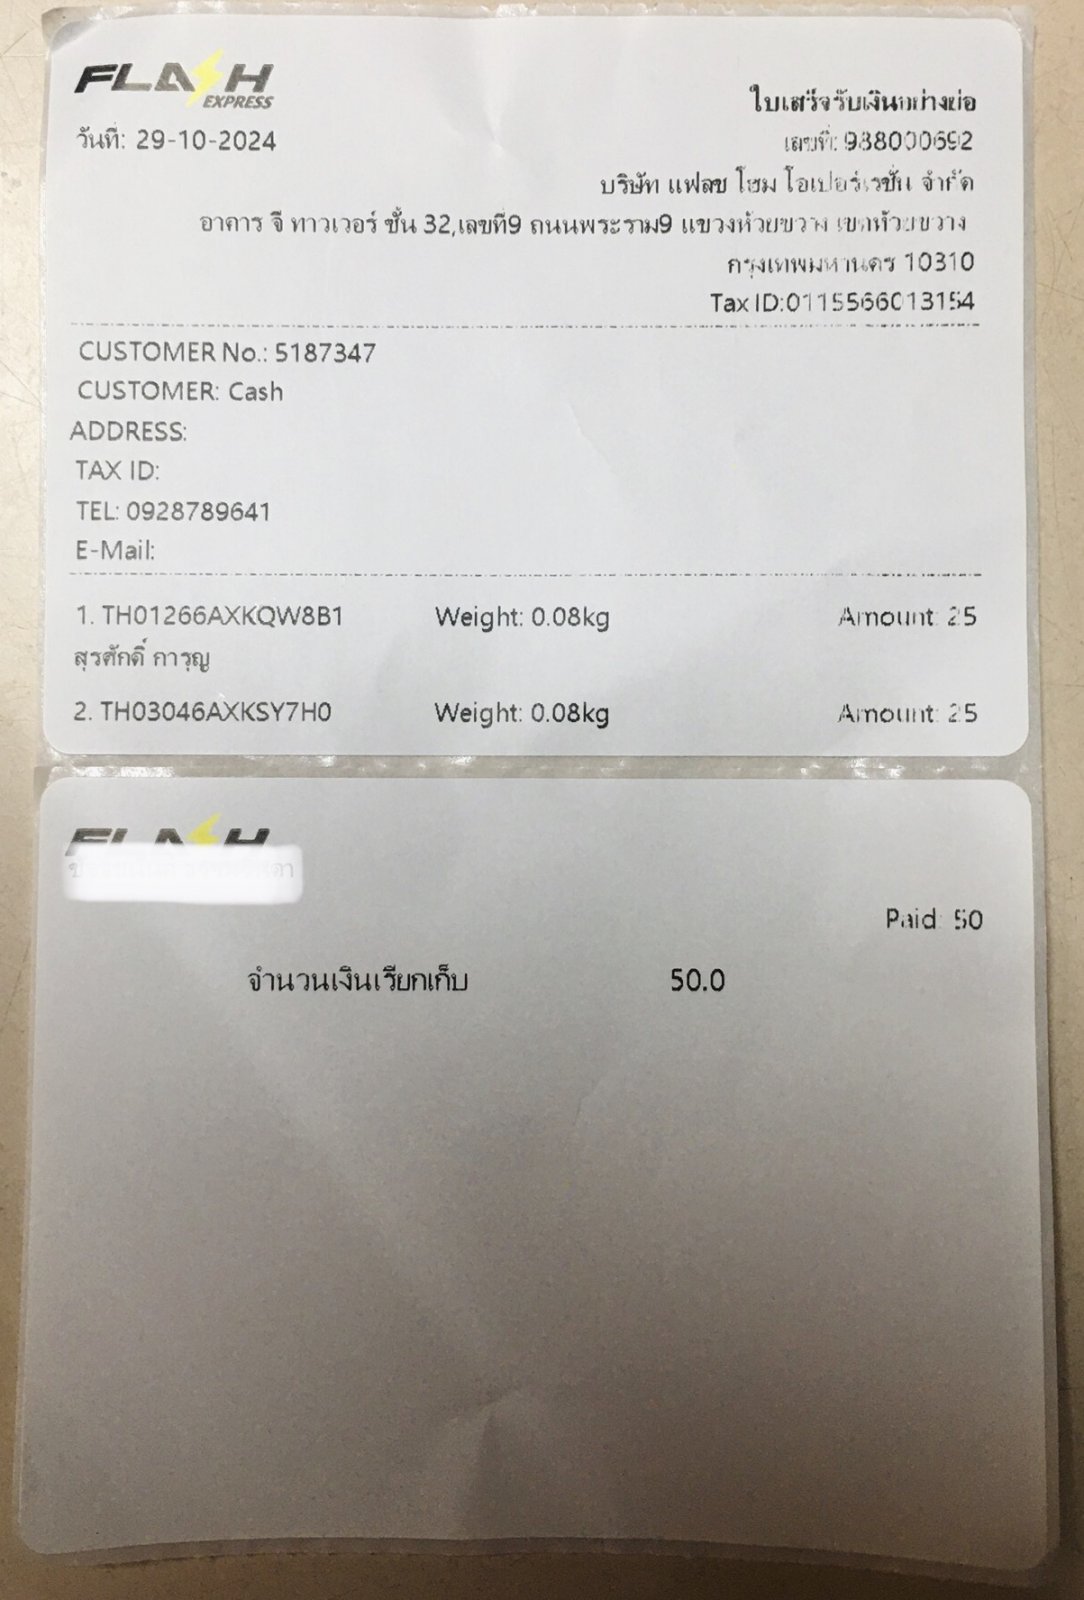 FLASH EXPRESS
ใบเสร็จรับเงินอย่างย่อ
วันที่: 29-10-2024
เลขที่: 988000692
บริษัท แฟลช โฮม โอเปอร์เรชั่น จำกัด
อาคาร จี ทาวเวอร์ ชั้น 32,เลขที่9 ถนนพระราม9 แขวงห้วยขวาง เขตห้วยขวาง
กรุงเทพมหานคร 10310
Tax ID:0115566013154
CUSTOMER No.: 5187347
CUSTOMER: Cash
ADDRESS:
TAX ID:
TEL: 0928789641
E-Mail:
1. TH01266AXKQW8B1 Weight: 0.08kg Amount: 25
สุรศักดิ์ การุญ
2. TH03046AXKSY7H0 Weight: 0.08kg Amount: 25
FLASH
Paid: 50
จำนวนเงินเรียกเก็บ 50.0